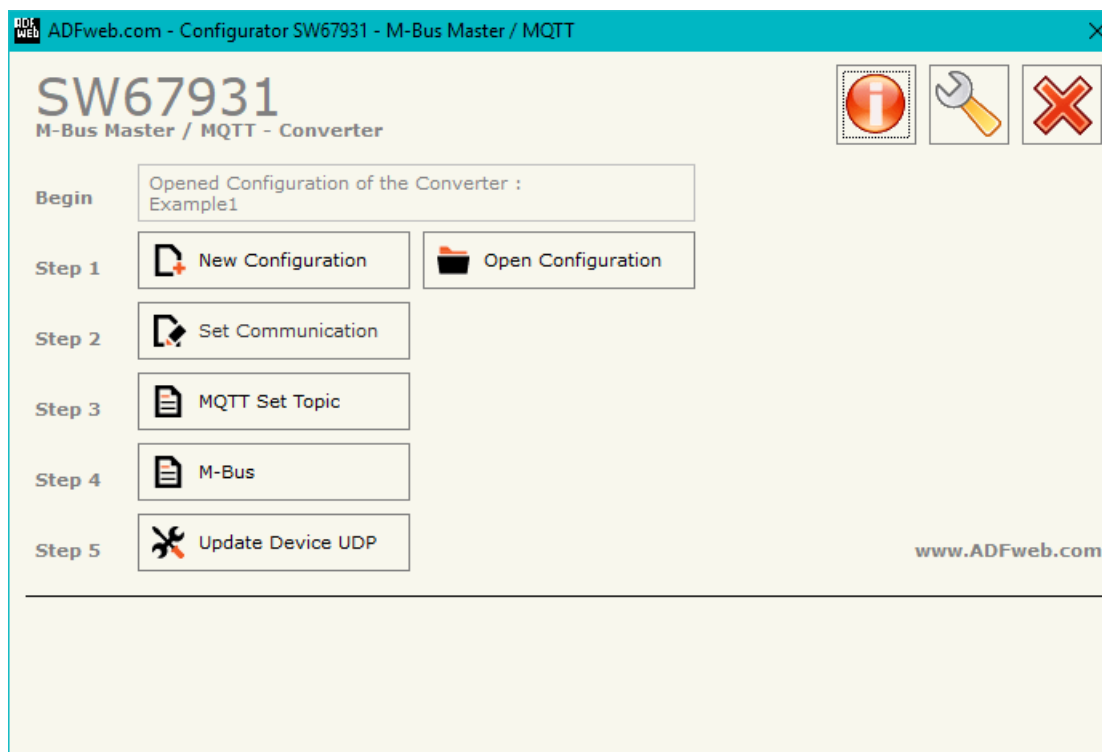 ADF
WEB
ADFweb.com - Configurator SW67931 - M-Bus Master / MQTT
SW67931
M-Bus Master / MQTT - Converter
Begin
Opened Configuration of the Converter :
Example1
Step 1
New Configuration
Open Configuration
Step 2
Set Communication
Step 3
MQTT Set Topic
Step 4
M-Bus
Step 5
Update Device UDP
www.ADFweb.com